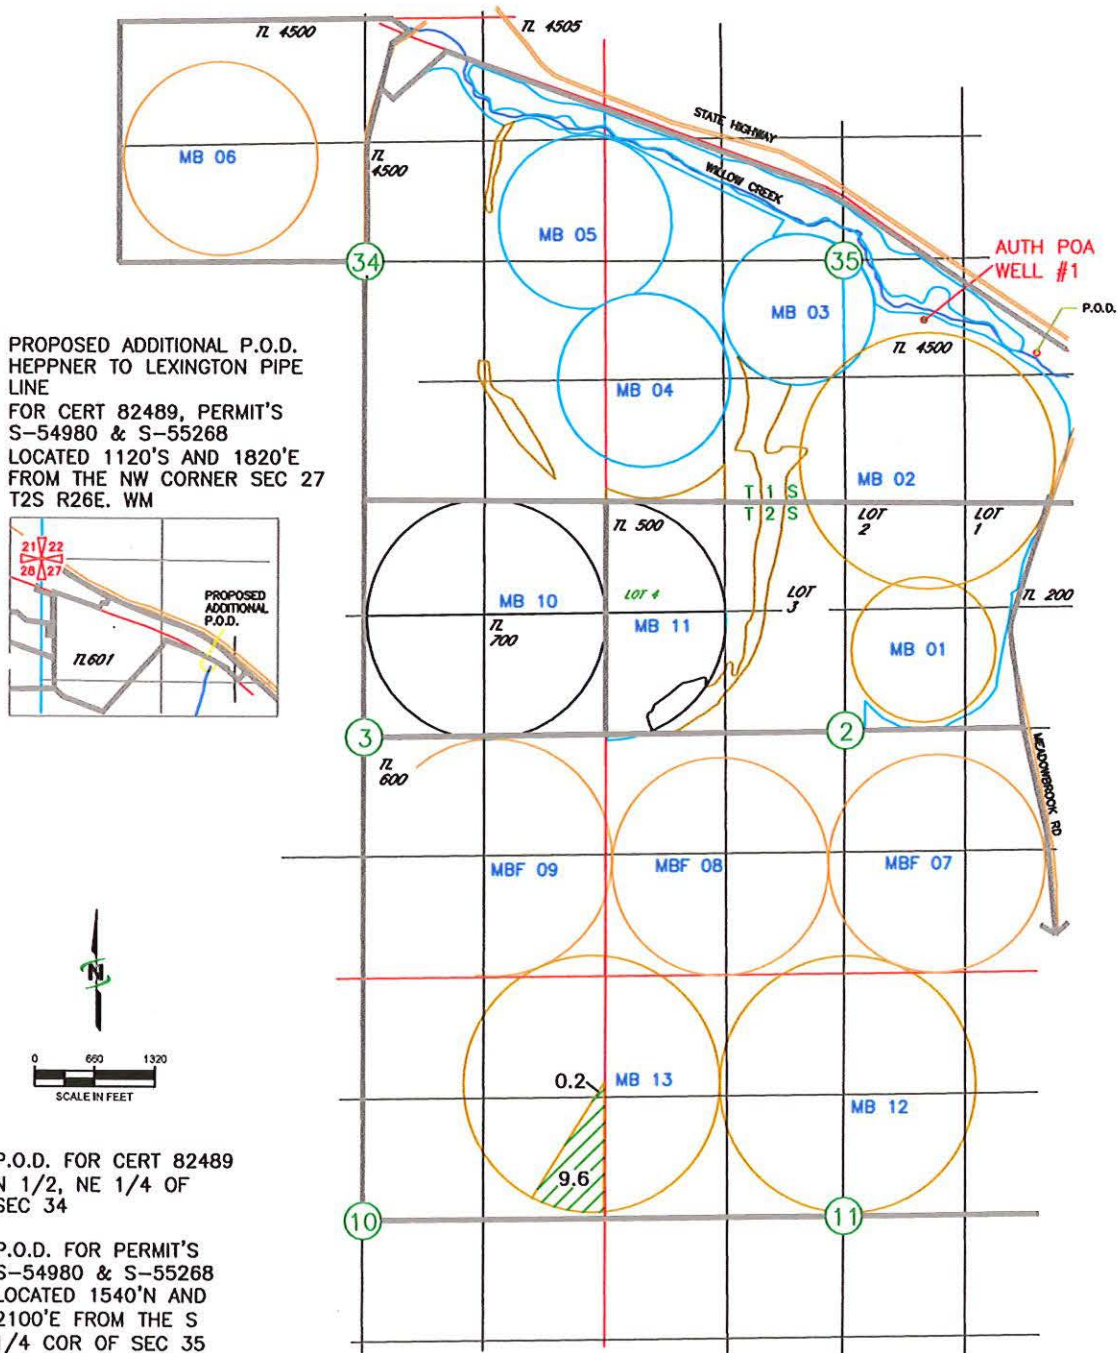 TL 4500
TL 4505
MB 06
TL
4500
STATE HIGHWAY
WILLOW CREEK
MB 05
34
35
AUTH POA
WELL #1
P.O.D.
MB 03
TL 4500
MB 04
PROPOSED ADDITIONAL P.O.D.
HEPPNER TO LEXINGTON PIPE
LINE
FOR CERT 82489, PERMIT'S
S-54980 & S-55268
LOCATED 1120'S AND 1820'E
FROM THE NW CORNER SEC 27
T2S R26E. WM
MB 02
T 1 S
T 2 S
TL 500
LOT
2
LOT
1
21 22
28 27
PROPOSED
ADDITIONAL
P.O.D.
TL601
MB 10
TL
700
LOT 4
MB 11
LOT
3
TL 200
MB 01
3
2
TL
600
MEADOWBROOK RD
MBF 09
MBF 08
MBF 07
N
0 660 1320
SCALE IN FEET
0.2
MB 13
MB 12
9.6
P.O.D. FOR CERT 82489
N 1/2, NE 1/4 OF
SEC 34
10
11
P.O.D. FOR PERMIT'S
S-54980 & S-55268
LOCATED 1540'N AND
2100'E FROM THE S
1/4 COR OF SEC 35